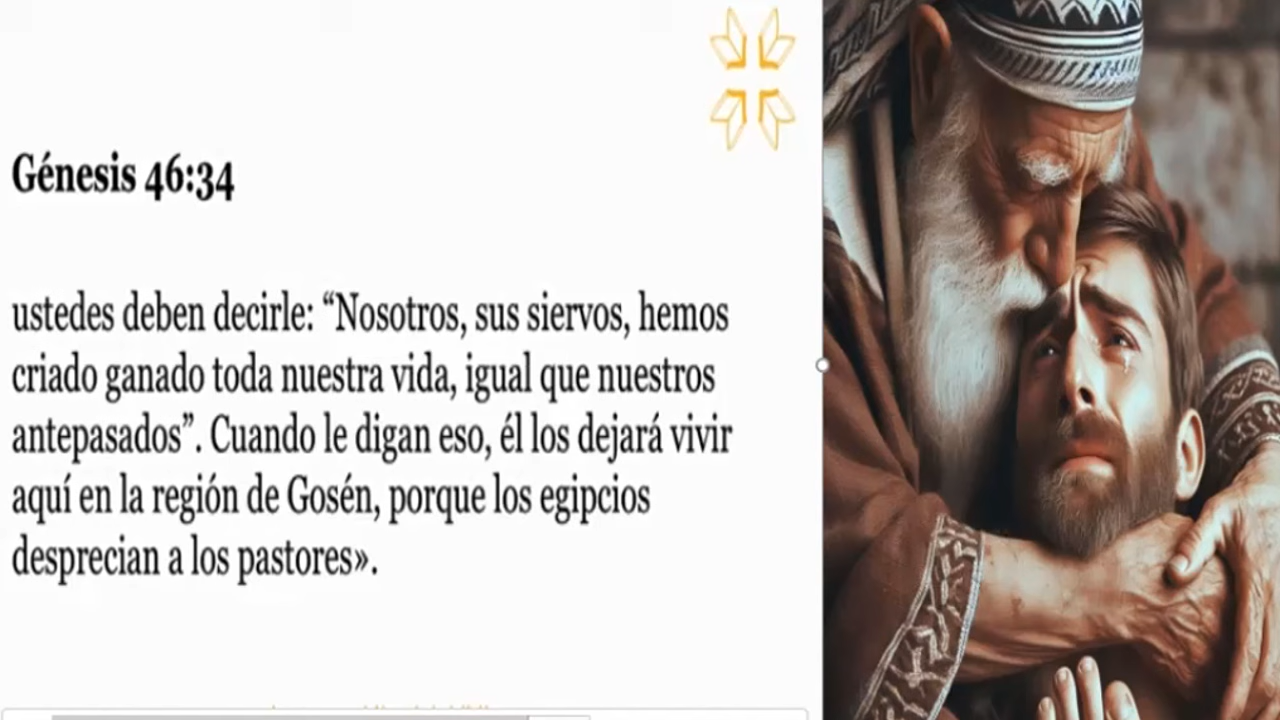 Génesis 46:34
ustedes deben decirle: “Nosotros, sus siervos, hemos
criado ganado toda nuestra vida, igual que nuestros
antepasados”. Cuando le digan eso, él los dejará vivir
aquí en la región de Gosén, porque los egipcios
desprecian a los pastores».